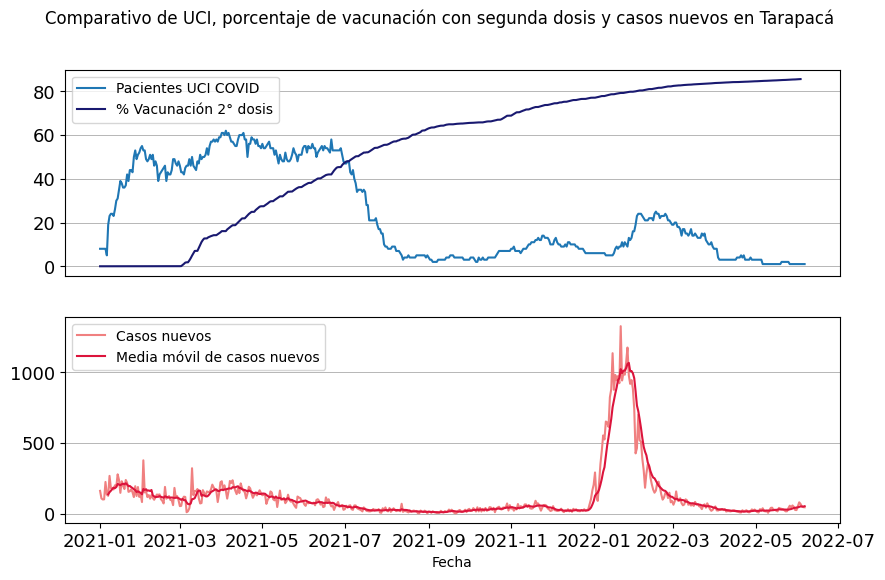 Comparativo de UCI, porcentaje de vacunación con segunda dosis y casos nuevos en Tarapacá
Pacientes UCI COVID
% Vacunación 2° dosis
80
60
40
20
0
Casos nuevos
Media móvil de casos nuevos
1000
500
0
2021-01 2021-03 2021-05 2021-07 2021-09 2021-11 2022-01 2022-03 2022-05 2022-07
Fecha